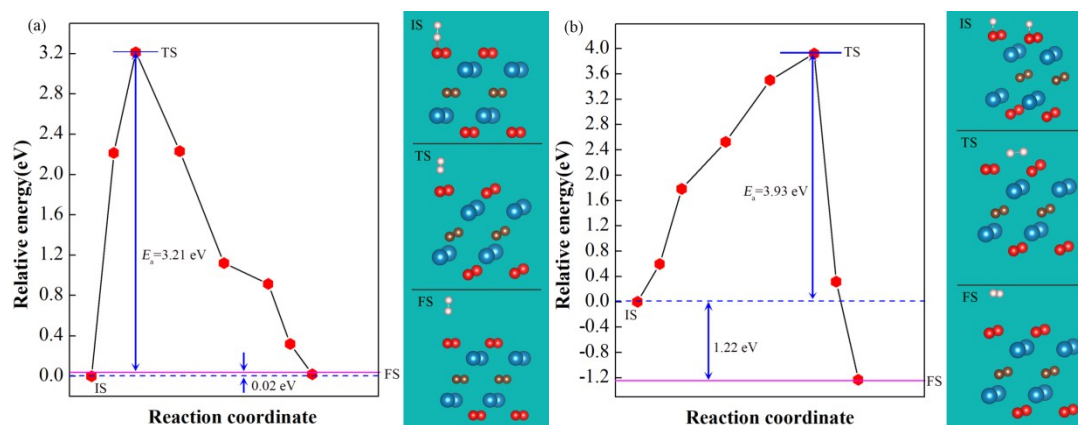 (a)
Relative energy(eV)
3.2
2.8
2.4
2.0
1.6
1.2
0.8
0.4
0.0
TS
Ea=3.21 eV
0.02 eV
IS
FS
Reaction coordinate
IS
TS
FS
(b)
Relative energy(eV)
4.0
3.6
3.2
2.8
2.4
2.0
1.6
1.2
0.8
0.4
0.0
-0.4
-0.8
-1.2
TS
Ea=3.93 eV
IS
1.22 eV
FS
Reaction coordinate
IS
TS
FS